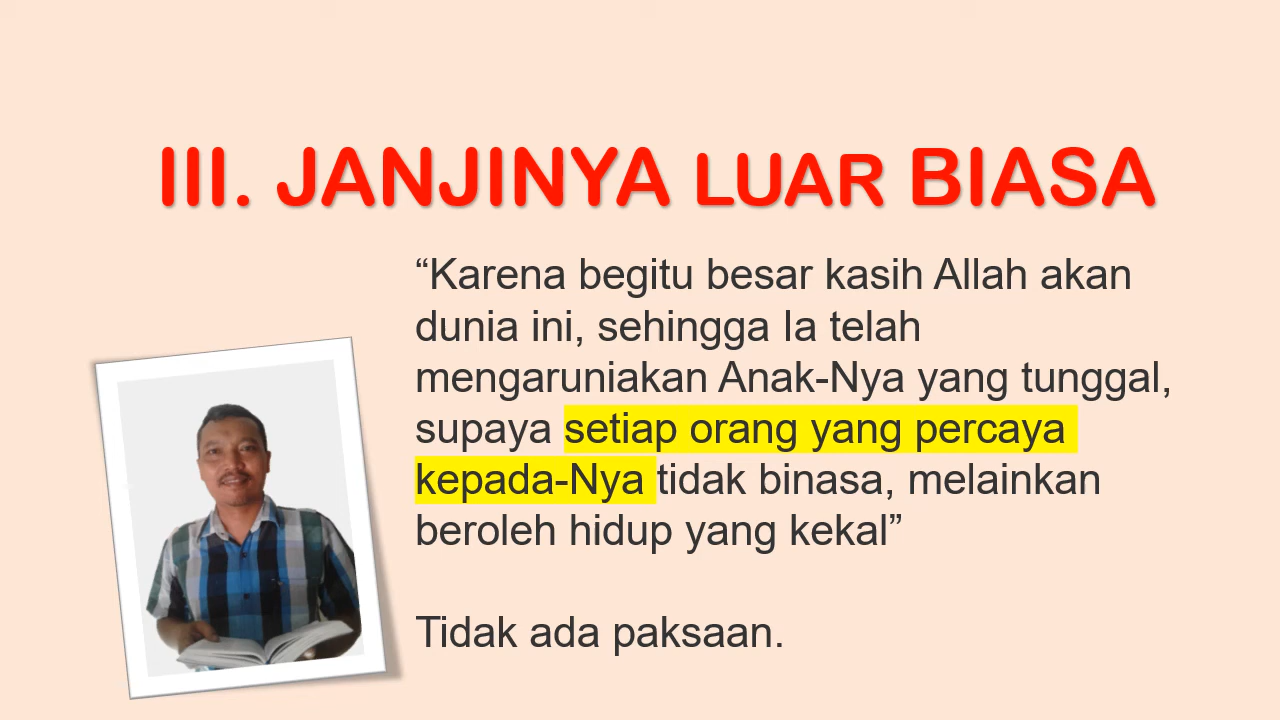 III. JANJINYA LUAR BIASA
“Karena begitu besar kasih Allah akan
dunia ini, sehingga Ia telah
mengaruniakan Anak-Nya yang tunggal,
supaya setiap orang yang percaya
kepada-Nya tidak binasa, melainkan
beroleh hidup yang kekal”
Tidak ada paksaan.